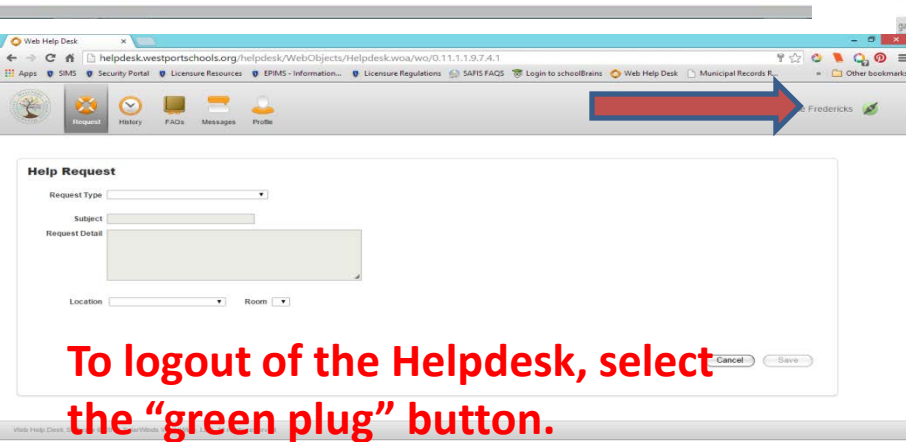 Web Help Desk
helpdesk.westportschools.org/helpdesk/WebObjects/Helpdesk.woa/wo/0.11.1.1.9.7.4.1
Apps SIMS Security Portal Licensure Resources EPIMS - Information... Licensure Regulations SAFIS FAQS Login to schoolBrains Web Help Desk Municipal Records R... » Other bookmarks
Request History FAQs Messages Profile
Fredericks
Help Request
Request Type
Subject
Request Detail
Location Room
Cancel Save
To logout of the Helpdesk, select
the “green plug” button.
Web Help Desk